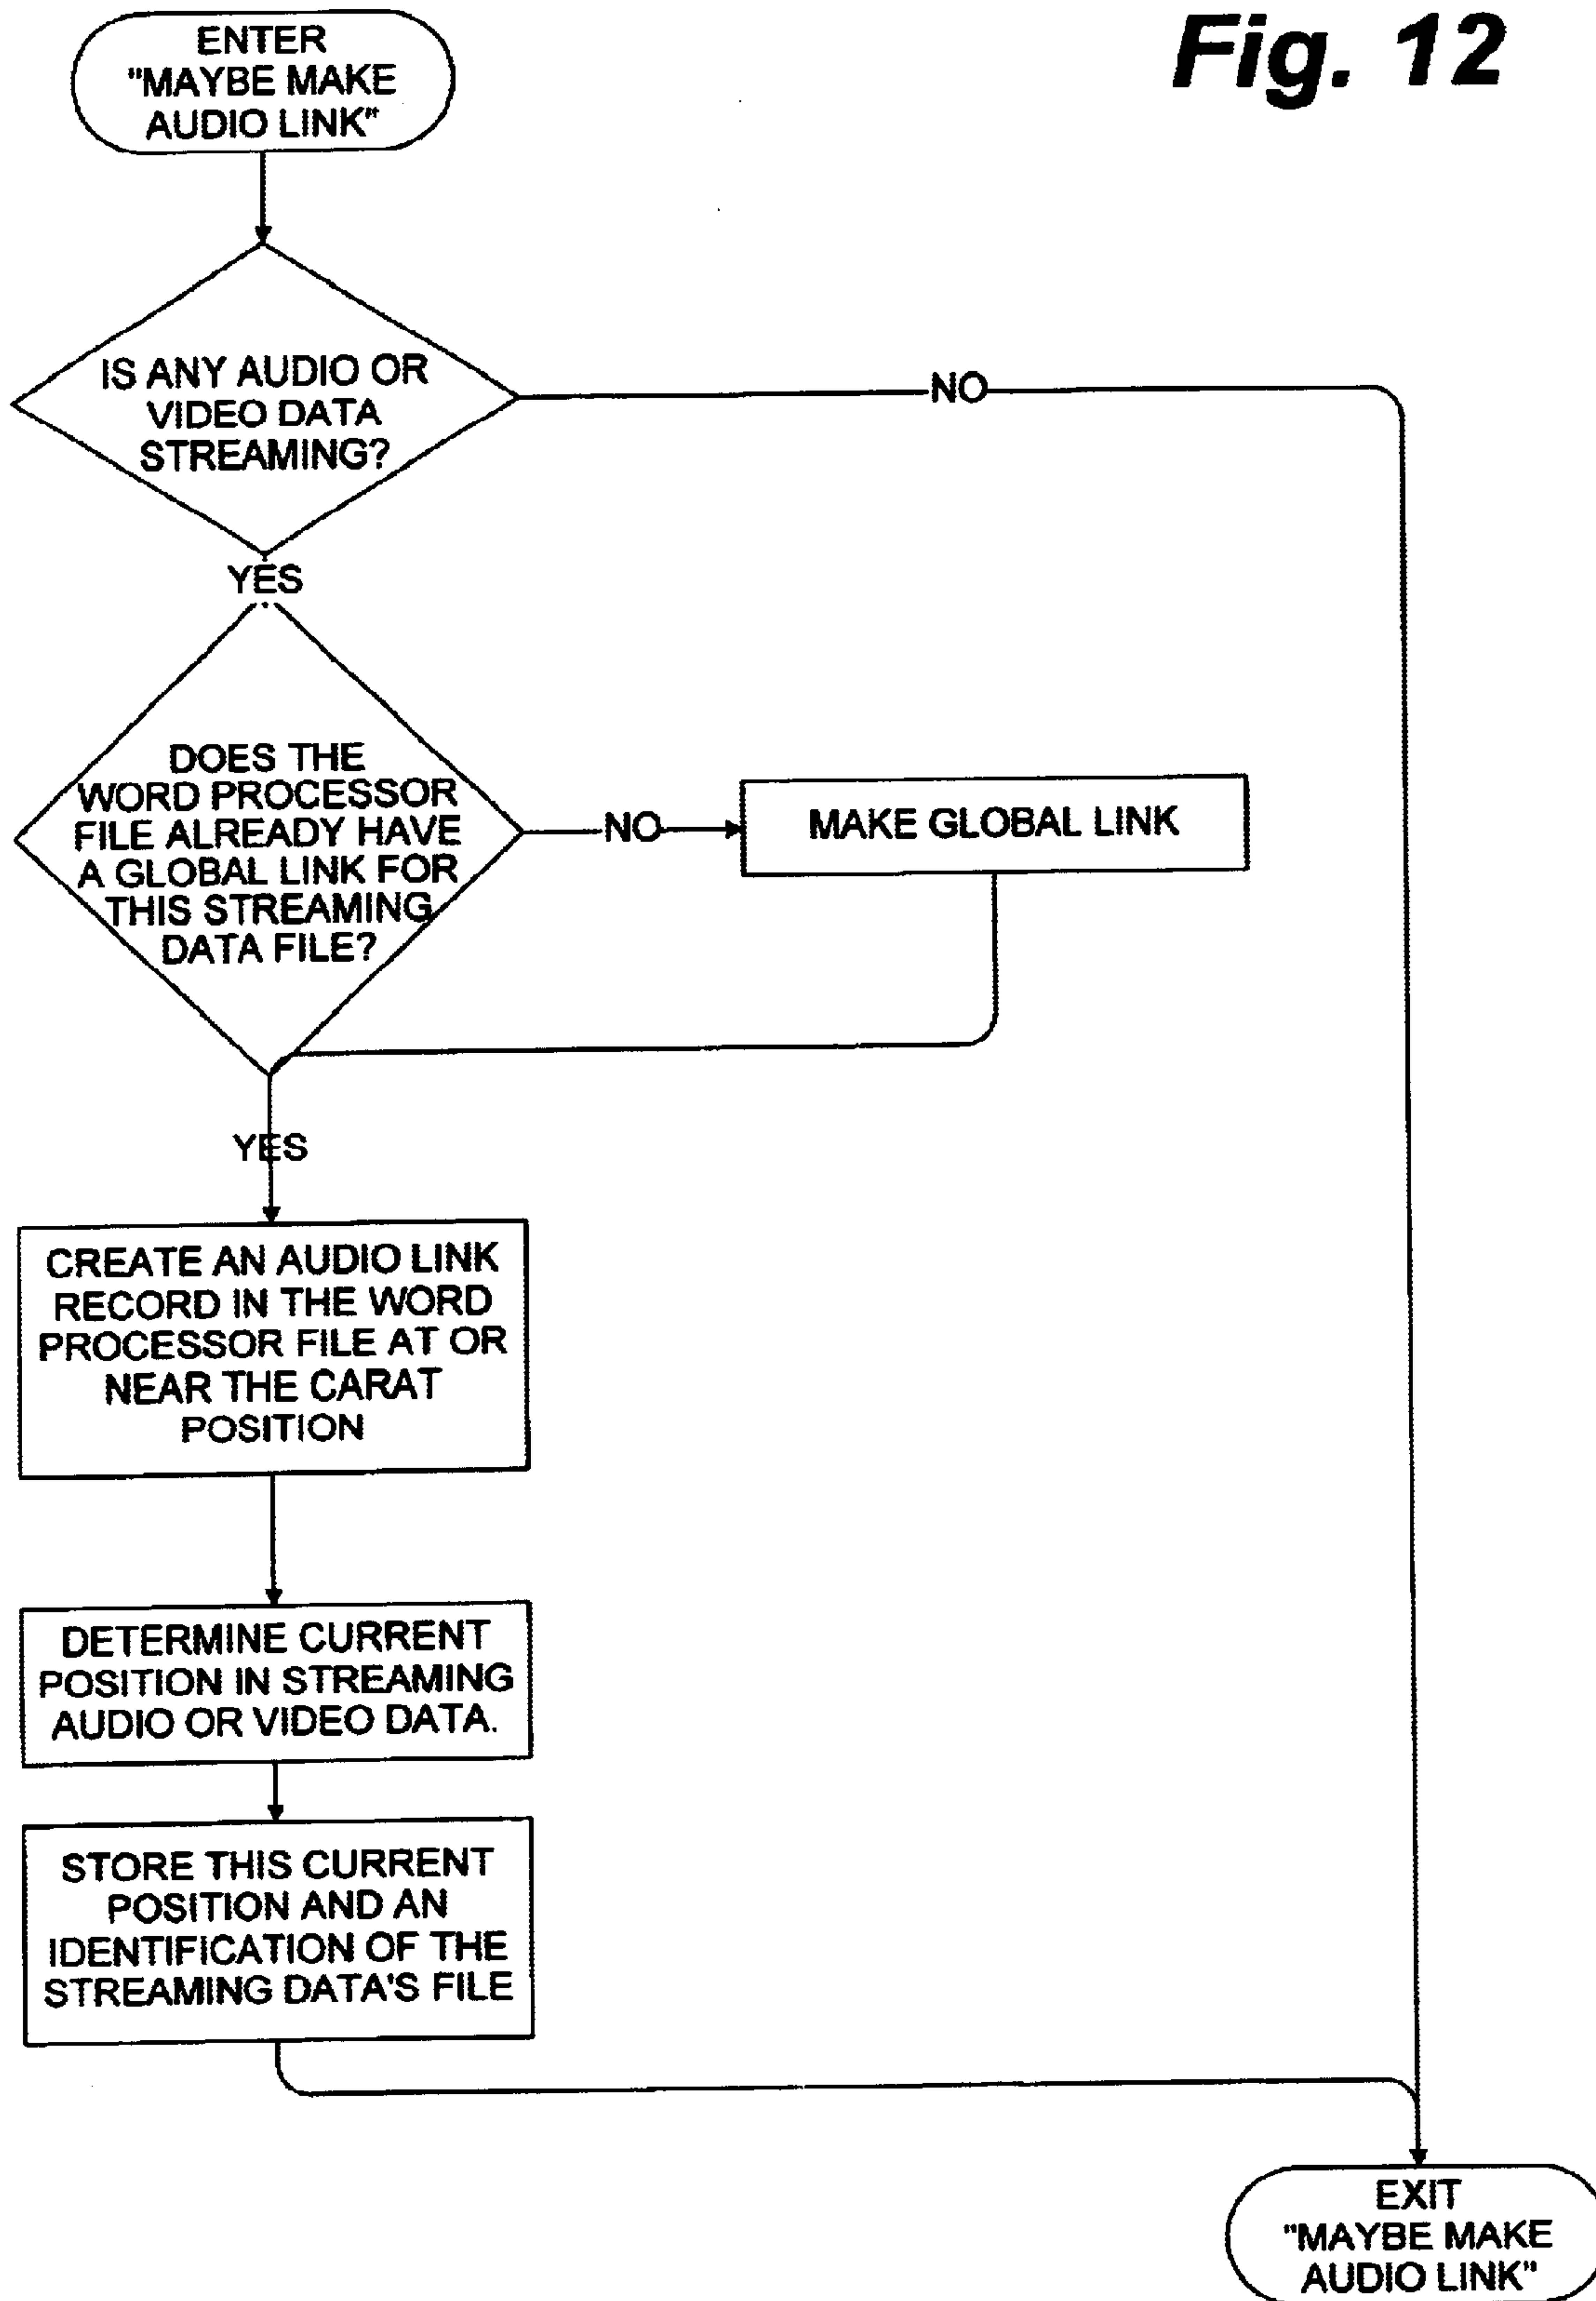 Fig. 12
ENTER
"MAYBE MAKE
AUDIO LINK"
IS ANY AUDIO OR
VIDEO DATA
STREAMING?
NO
YES
DOES THE
WORD PROCESSOR
FILE ALREADY HAVE
A GLOBAL LINK FOR
THIS STREAMING
DATA FILE?
NO
MAKE GLOBAL LINK
YES
CREATE AN AUDIO LINK
RECORD IN THE WORD
PROCESSOR FILE AT OR
NEAR THE CARAT
POSITION
DETERMINE CURRENT
POSITION IN STREAMING
AUDIO OR VIDEO DATA.
STORE THIS CURRENT
POSITION AND AN
IDENTIFICATION OF THE
STREAMING DATA'S FILE
EXIT
"MAYBE MAKE
AUDIO LINK"